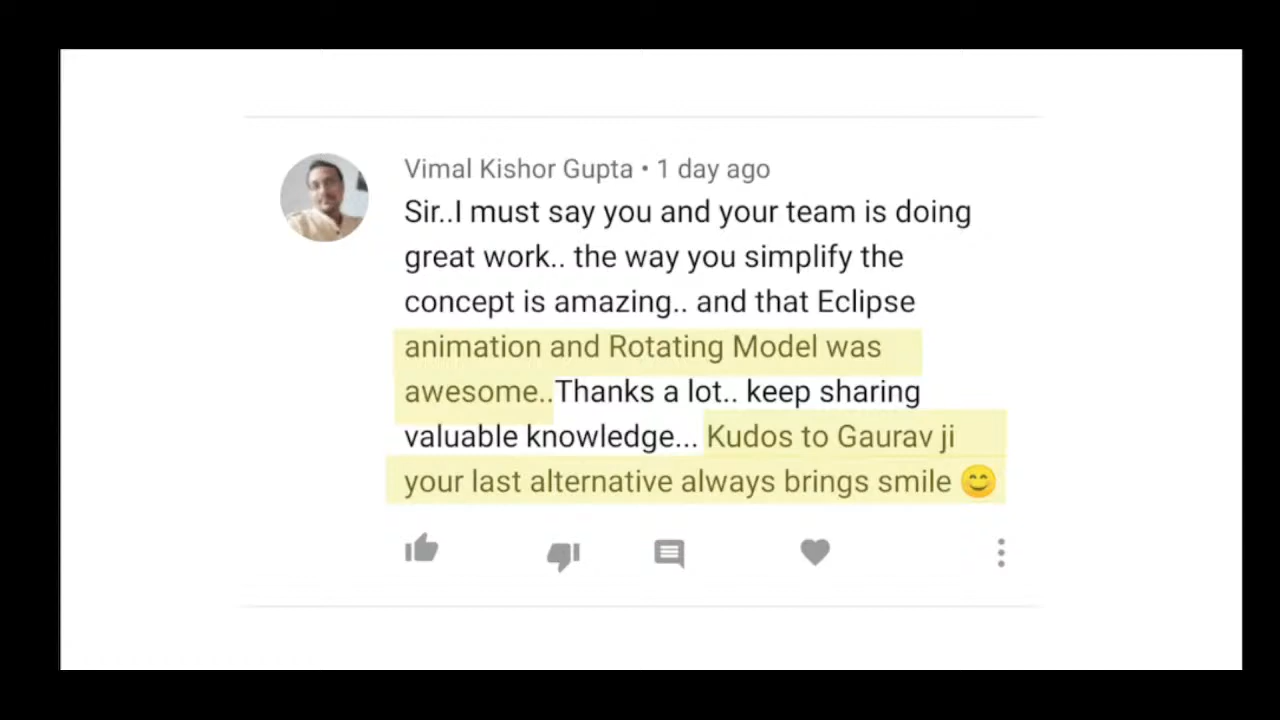 Vimal Kishor Gupta • 1 day ago
Sir..I must say you and your team is doing
great work.. the way you simplify the
concept is amazing.. and that Eclipse
animation and Rotating Model was
awesome..Thanks a lot.. keep sharing
valuable knowledge... Kudos to Gaurav ji
your last alternative always brings smile 😊